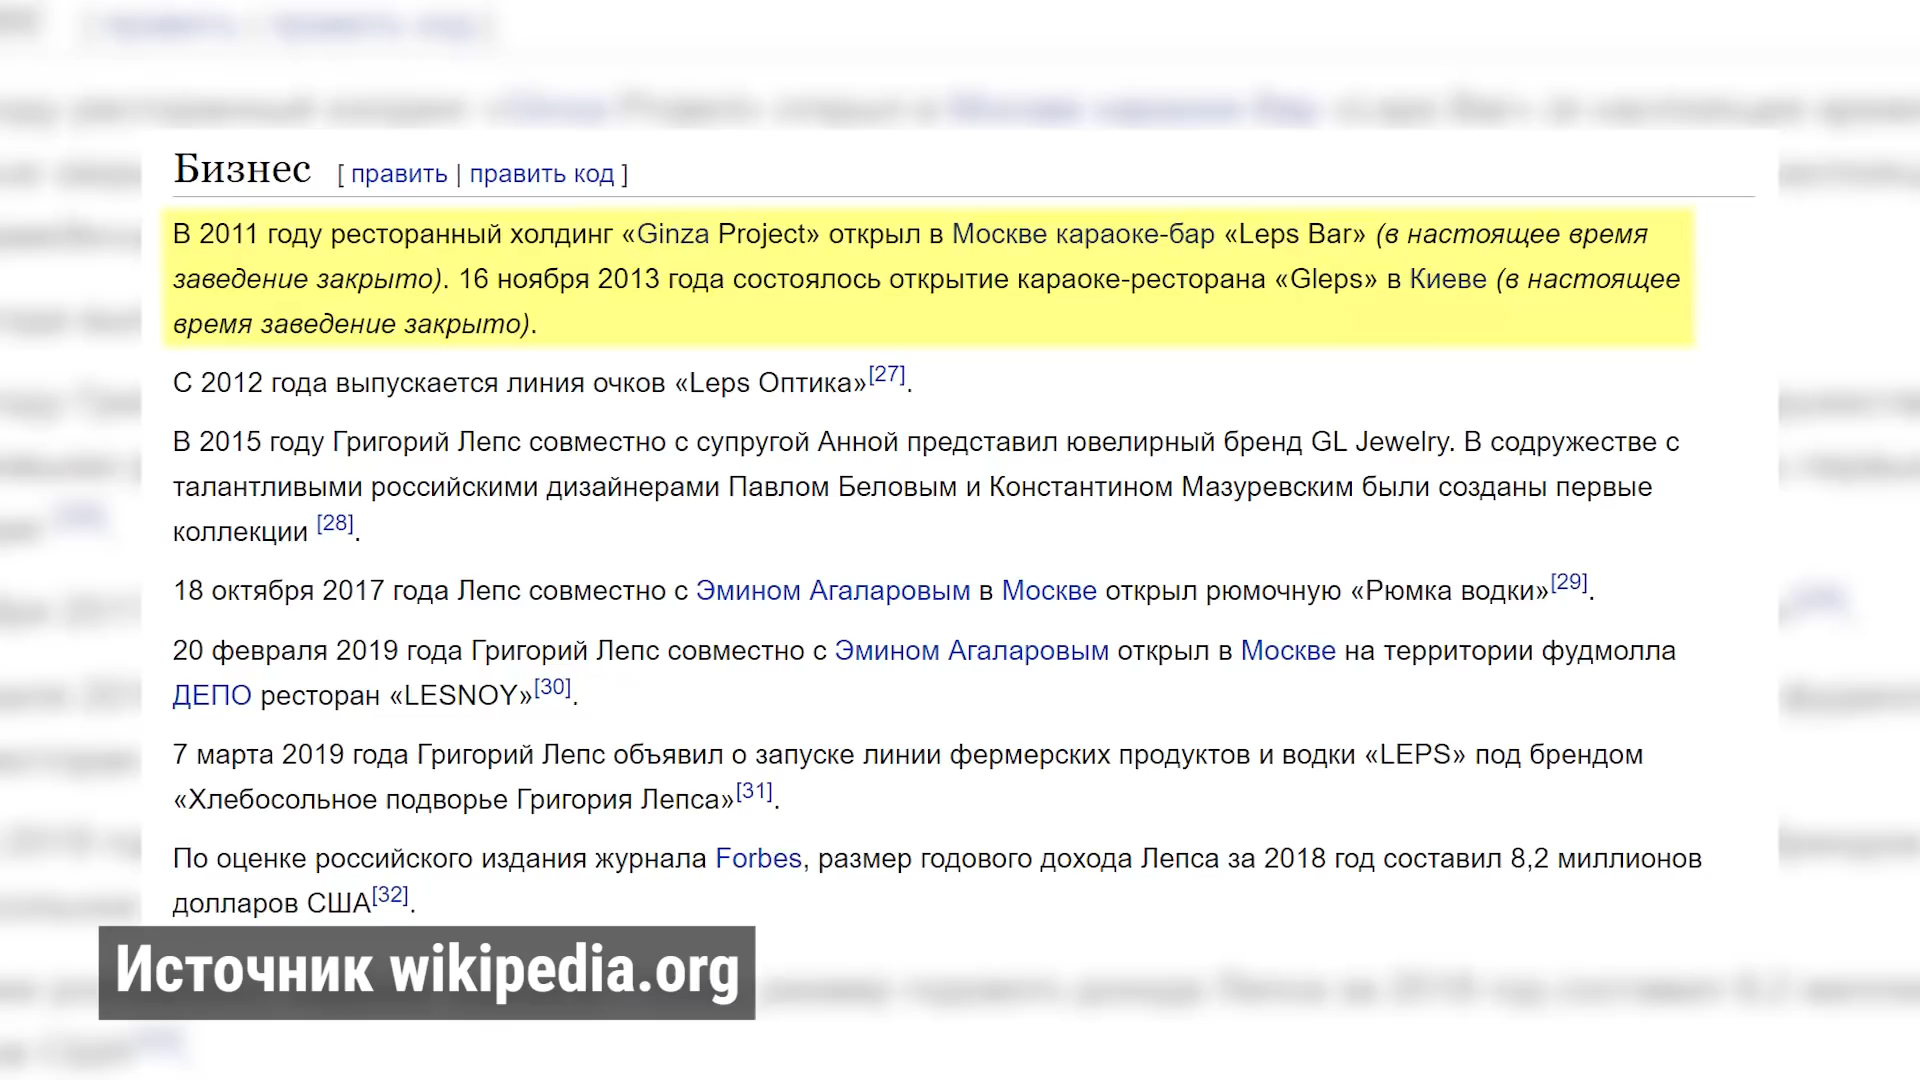 Бизнес [ править | править код ]
В 2011 году ресторанный холдинг «Ginza Project» открыл в Москве караоке-бар «Leps Bar» (в настоящее время
заведение закрыто). 16 ноября 2013 года состоялось открытие караоке-ресторана «Gleps» в Киеве (в настоящее
время заведение закрыто).
С 2012 года выпускается линия очков «Leps Оптика»[27].
В 2015 году Григорий Лепс совместно с супругой Анной представил ювелирный бренд GL Jewelry. В содружестве с
талантливыми российскими дизайнерами Павлом Беловым и Константином Мазуревским были созданы первые
коллекции [28].
18 октября 2017 года Лепс совместно с Эмином Агаларовым в Москве открыл рюмочную «Рюмка водки»[29].
20 февраля 2019 года Григорий Лепс совместно с Эмином Агаларовым открыл в Москве на территории фудмолла
ДЕПО ресторан «LESNOY»[30].
7 марта 2019 года Григорий Лепс объявил о запуске линии фермерских продуктов и водки «LEPS» под брендом
«Хлебосольное подворье Григория Лепса»[31].
По оценке российского издания журнала Forbes, размер годового дохода Лепса за 2018 год составил 8,2 миллионов
долларов США[32].
Источник wikipedia.org